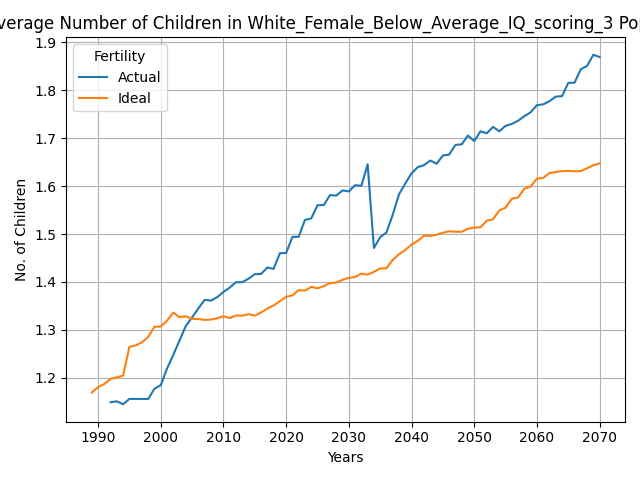 verage Number of Children in White_Female_Below_Average_IQ_scoring_3 Pop
Fertility
Actual
Ideal
No. of Children
1.9
1.8
1.7
1.6
1.5
1.4
1.3
1.2
1990 2000 2010 2020 2030 2040 2050 2060 2070
Years